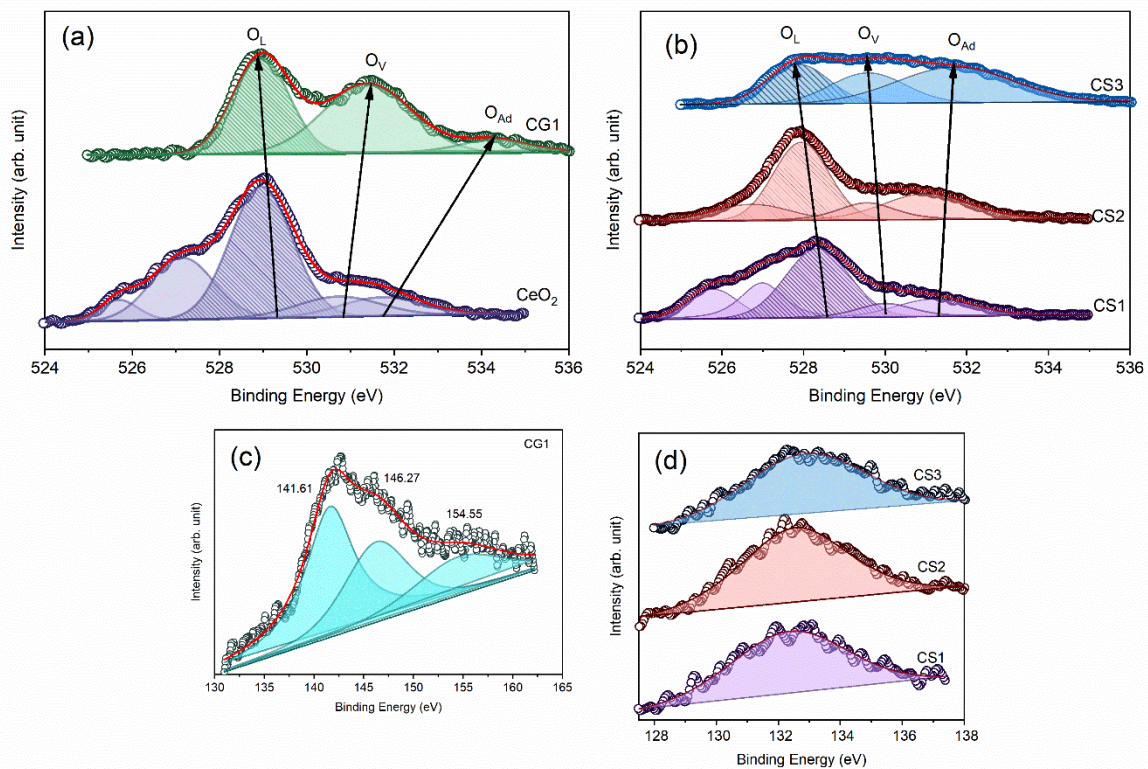 (a)
O_L
O_V
O_Ad
CG1
CeO₂
Intensity (arb. unit)
524 526 528 530 532 534 536
Binding Energy (eV)
(b)
O_L
O_V
O_Ad
CS3
CS2
CS1
Intensity (arb. unit)
524 526 528 530 532 534 536
Binding Energy (eV)
(c)
CG1
141.61
146.27
154.55
Intensity (arb. unit)
130 135 140 145 150 155 160 165
Binding Energy (eV)
(d)
CS3
CS2
CS1
Intensity (arb. unit)
128 130 132 134 136 138
Binding Energy (eV)